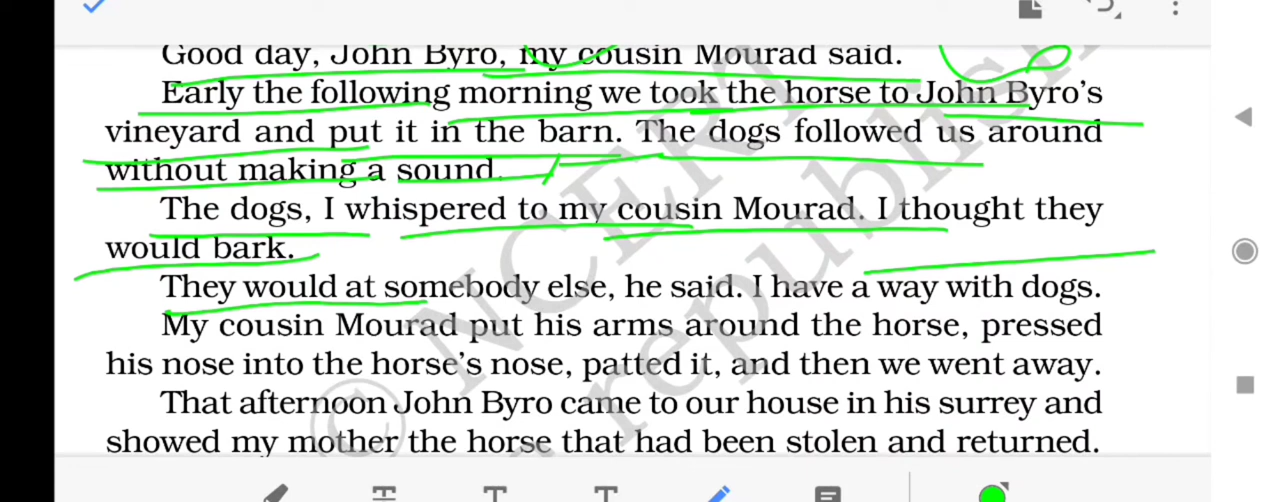 Good day, John Byro, my cousin Mourad said.
Early the following morning we took the horse to John Byro's
vineyard and put it in the barn. The dogs followed us around
without making a sound.
The dogs, I whispered to my cousin Mourad. I thought they
would bark.
They would at somebody else, he said. I have a way with dogs.
My cousin Mourad put his arms around the horse, pressed
his nose into the horse's nose, patted it, and then we went away.
That afternoon John Byro came to our house in his surrey and
showed my mother the horse that had been stolen and returned.
© NCERT
republish